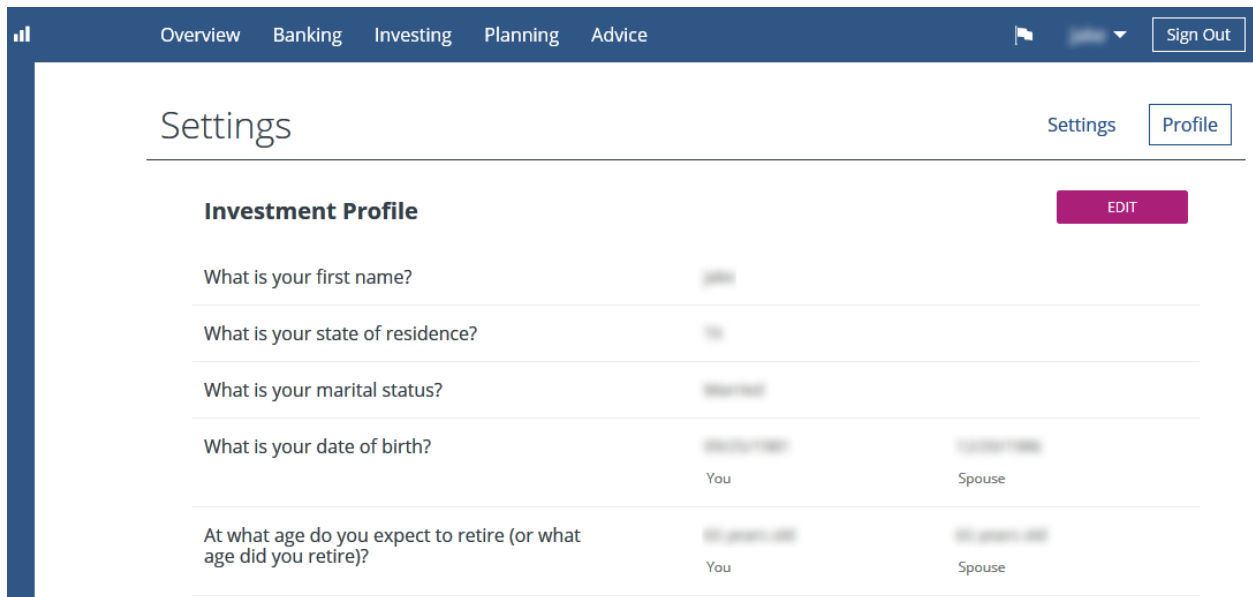 Overview Banking Investing Planning Advice Sign Out
Settings Settings Profile
Investment Profile EDIT
What is your first name?
What is your state of residence?
What is your marital status?
What is your date of birth?
You Spouse
At what age do you expect to retire (or what
age did you retire)?
You Spouse